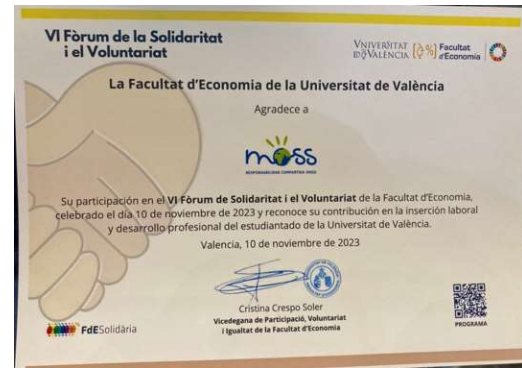 VI Fòrum de la Solidaritat
i el Voluntariat
VNIVERSITAT
ID VALÈNCIA
Facultat
d'Economia
La Facultat d'Economia de la Universitat de València
Agradece a
moss
RESPONSABILIDAD COMPARTIDA
Su participación en el VI Fòrum de Solidaritat i el Voluntariat de la Facultat d'Economia,
celebrado el día 10 de noviembre de 2023 y reconoce su contribución en la inserción laboral
y desarrollo profesional del estudiantado de la Universitat de València.
Valencia, 10 de noviembre de 2023
Cristina Crespo Soler
Vicedegana de Participació, Voluntariat
i Igualtat de la Facultat d'Economia
FdESolidària
PROGRAMA